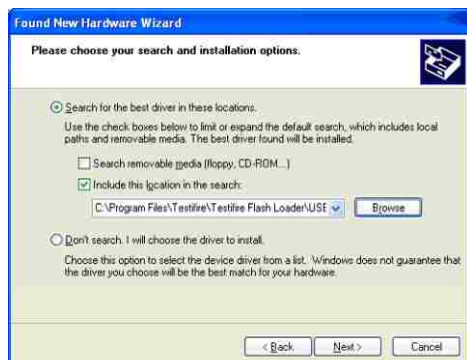 Found New Hardware Wizard
Please choose your search and installation options.
Search for the best driver in these locations.
Use the check boxes below to limit or expand the default search, which includes local
paths and removable media. The best driver found will be installed.
Search removable media (floppy, CD-ROM...)
Include this location in the search:
C:\Program Files\Testifire\Testifire Flash Loader\USE
Browse
Don't search. I will choose the driver to install.
Choose this option to select the device driver from a list. Windows does not guarantee that
the driver you choose will be the best match for your hardware.
< Back Next > Cancel